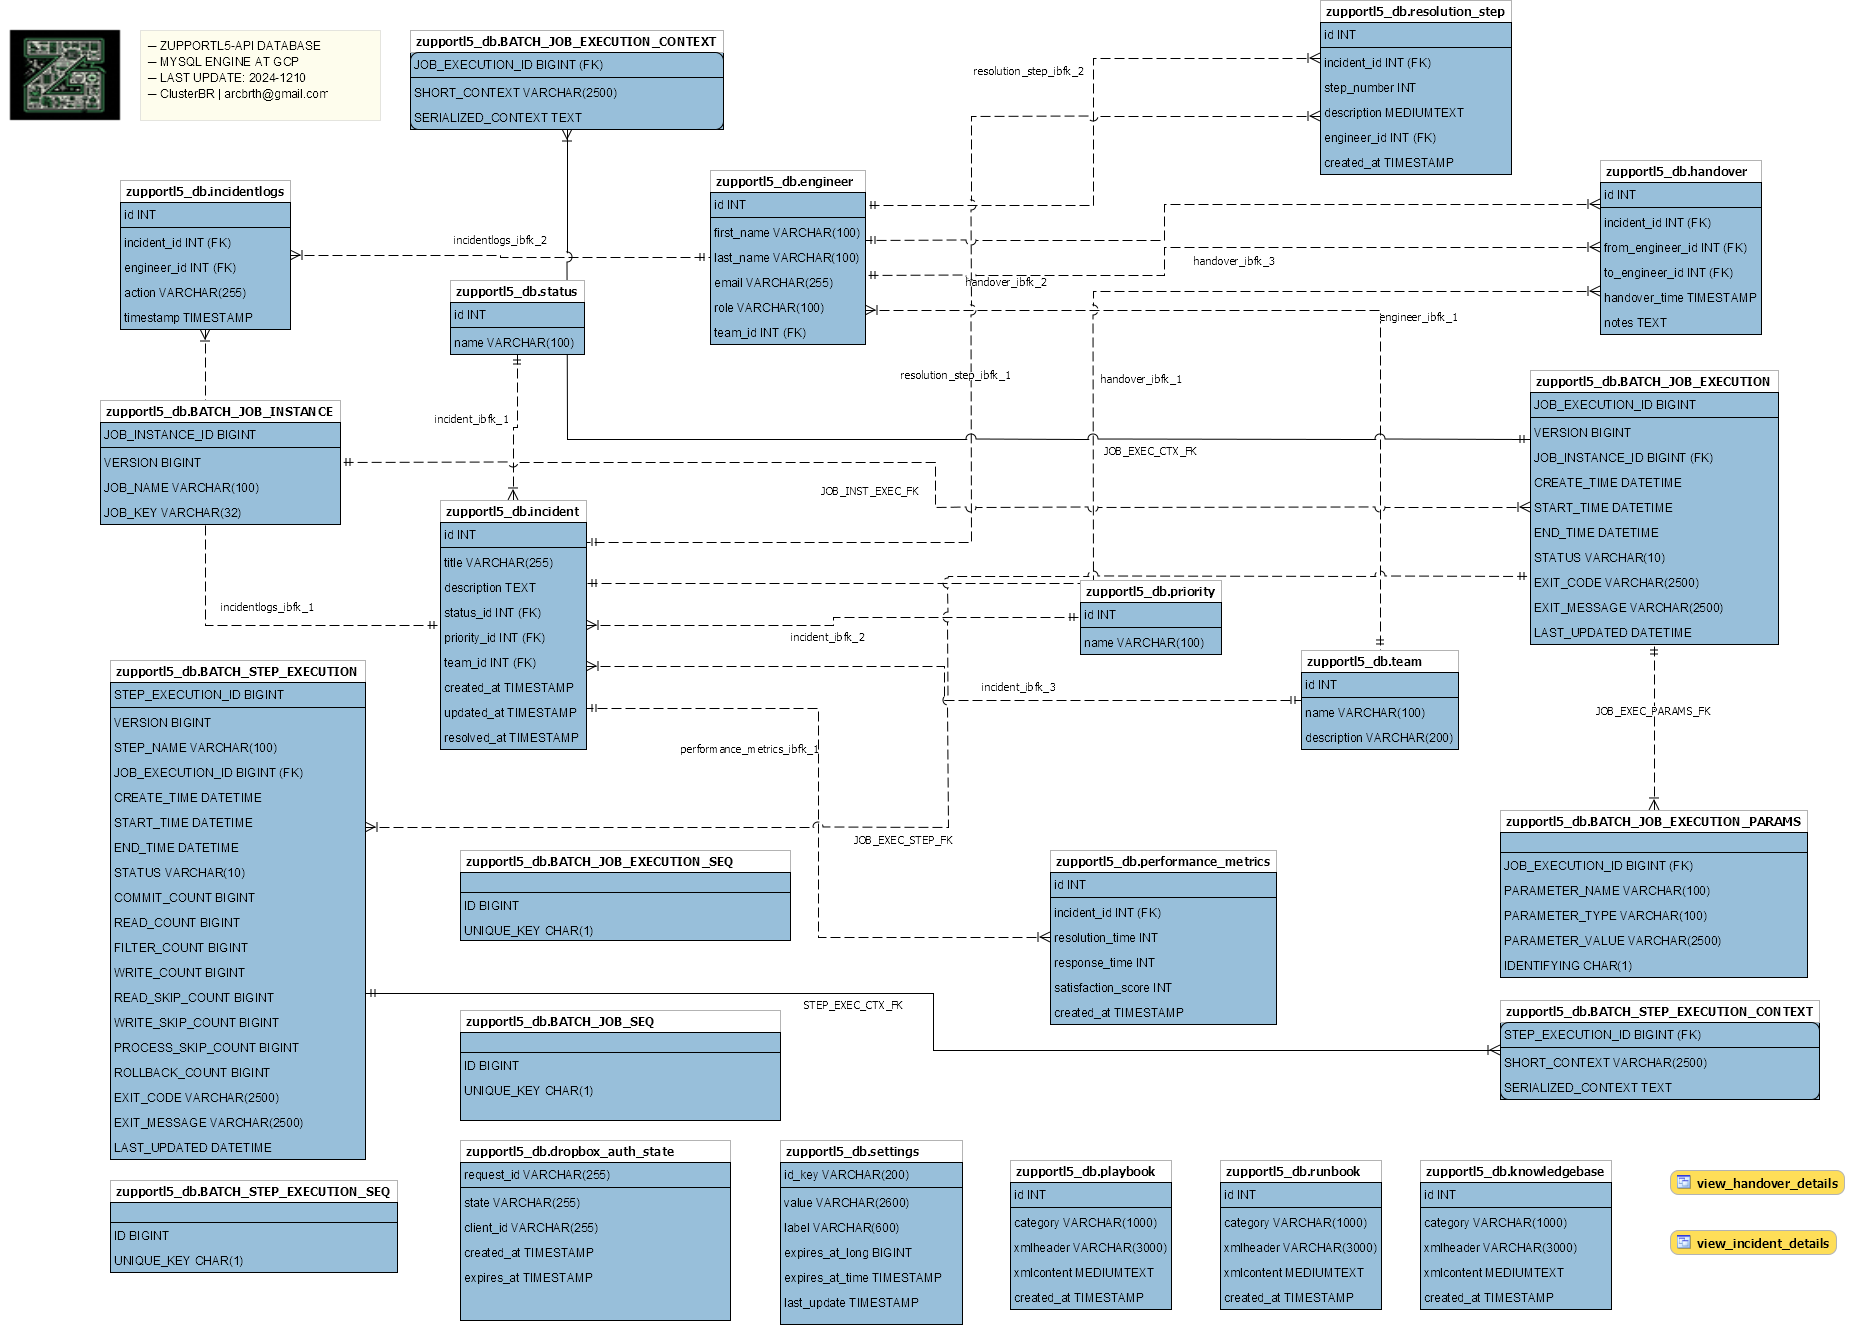 — ZUPPORTL5-API DATABASE
— MYSQL ENGINE AT GCP
— LAST UPDATE: 2024-1210
— ClusterBR | arcbrth@gmail.com
zupportl5_db.BATCH_JOB_EXECUTION_CONTEXT
JOB_EXECUTION_ID BIGINT (FK)
SHORT_CONTEXT VARCHAR(2500)
SERIALIZED_CONTEXT TEXT
zupportl5_db.resolution_step
id INT
incident_id INT (FK)
step_number INT
description MEDIUMTEXT
engineer_id INT (FK)
created_at TIMESTAMP
resolution_step_ibfk_2
zupportl5_db.incidentlogs
id INT
incident_id INT (FK)
engineer_id INT (FK)
action VARCHAR(255)
timestamp TIMESTAMP
incidentlogs_ibfk_2
zupportl5_db.engineer
id INT
first_name VARCHAR(100)
last_name VARCHAR(100)
email VARCHAR(255)
role VARCHAR(100)
team_id INT (FK)
zupportl5_db.handover
id INT
incident_id INT (FK)
from_engineer_id INT (FK)
to_engineer_id INT (FK)
handover_time TIMESTAMP
notes TEXT
handover_ibfk_3
handover_ibfk_2
engineer_ibfk_1
zupportl5_db.status
id INT
name VARCHAR(100)
resolution_step_ibfk_1
handover_ibfk_1
incident_ibfk_1
zupportl5_db.BATCH_JOB_INSTANCE
JOB_INSTANCE_ID BIGINT
VERSION BIGINT
JOB_NAME VARCHAR(100)
JOB_KEY VARCHAR(32)
JOB_EXEC_CTX_FK
JOB_INST_EXEC_FK
zupportl5_db.BATCH_JOB_EXECUTION
JOB_EXECUTION_ID BIGINT
VERSION BIGINT
JOB_INSTANCE_ID BIGINT (FK)
CREATE_TIME DATETIME
START_TIME DATETIME
END_TIME DATETIME
STATUS VARCHAR(10)
EXIT_CODE VARCHAR(2500)
EXIT_MESSAGE VARCHAR(2500)
LAST_UPDATED DATETIME
zupportl5_db.incident
id INT
title VARCHAR(255)
description TEXT
status_id INT (FK)
priority_id INT (FK)
team_id INT (FK)
created_at TIMESTAMP
updated_at TIMESTAMP
resolved_at TIMESTAMP
incidentlogs_ibfk_1
incident_ibfk_2
zupportl5_db.priority
id INT
name VARCHAR(100)
incident_ibfk_3
zupportl5_db.team
id INT
name VARCHAR(100)
description VARCHAR(200)
JOB_EXEC_PARAMS_FK
performance_metrics_ibfk_1
zupportl5_db.BATCH_STEP_EXECUTION
STEP_EXECUTION_ID BIGINT
VERSION BIGINT
STEP_NAME VARCHAR(100)
JOB_EXECUTION_ID BIGINT (FK)
CREATE_TIME DATETIME
START_TIME DATETIME
END_TIME DATETIME
STATUS VARCHAR(10)
COMMIT_COUNT BIGINT
READ_COUNT BIGINT
FILTER_COUNT BIGINT
WRITE_COUNT BIGINT
READ_SKIP_COUNT BIGINT
WRITE_SKIP_COUNT BIGINT
PROCESS_SKIP_COUNT BIGINT
ROLLBACK_COUNT BIGINT
EXIT_CODE VARCHAR(2500)
EXIT_MESSAGE VARCHAR(2500)
LAST_UPDATED DATETIME
JOB_EXEC_STEP_FK
zupportl5_db.BATCH_JOB_EXECUTION_SEQ
ID BIGINT
UNIQUE_KEY CHAR(1)
zupportl5_db.performance_metrics
id INT
incident_id INT (FK)
resolution_time INT
response_time INT
satisfaction_score INT
created_at TIMESTAMP
zupportl5_db.BATCH_JOB_EXECUTION_PARAMS
JOB_EXECUTION_ID BIGINT (FK)
PARAMETER_NAME VARCHAR(100)
PARAMETER_TYPE VARCHAR(100)
PARAMETER_VALUE VARCHAR(2500)
IDENTIFYING CHAR(1)
STEP_EXEC_CTX_FK
zupportl5_db.BATCH_JOB_SEQ
ID BIGINT
UNIQUE_KEY CHAR(1)
zupportl5_db.BATCH_STEP_EXECUTION_CONTEXT
STEP_EXECUTION_ID BIGINT (FK)
SHORT_CONTEXT VARCHAR(2500)
SERIALIZED_CONTEXT TEXT
zupportl5_db.BATCH_STEP_EXECUTION_SEQ
ID BIGINT
UNIQUE_KEY CHAR(1)
zupportl5_db.dropbox_auth_state
request_id VARCHAR(255)
state VARCHAR(255)
client_id VARCHAR(255)
created_at TIMESTAMP
expires_at TIMESTAMP
zupportl5_db.settings
id_key VARCHAR(200)
value VARCHAR(2600)
label VARCHAR(600)
expires_at_long BIGINT
expires_at_time TIMESTAMP
last_update TIMESTAMP
zupportl5_db.playbook
id INT
category VARCHAR(1000)
xmlheader VARCHAR(3000)
xmlcontent MEDIUMTEXT
created_at TIMESTAMP
zupportl5_db.runbook
id INT
category VARCHAR(1000)
xmlheader VARCHAR(3000)
xmlcontent MEDIUMTEXT
created_at TIMESTAMP
zupportl5_db.knowledgebase
id INT
category VARCHAR(1000)
xmlheader VARCHAR(3000)
xmlcontent MEDIUMTEXT
created_at TIMESTAMP
view_handover_details
view_incident_details